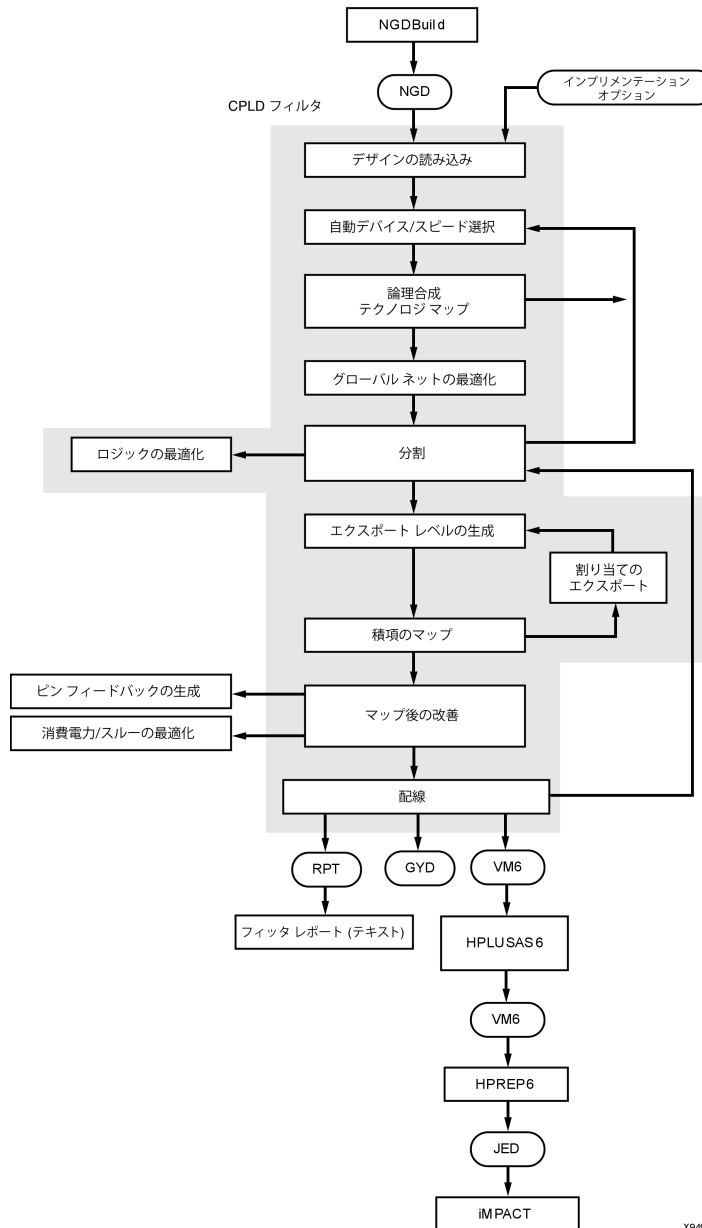 NGDBuild
NGD
インプリメンテーション
オプション
CPLD フィルタ
デザインの読み込み
自動デバイス/スピード選択
論理合成
テクノロジ マップ
グローバル ネットの最適化
ロジックの最適化
分割
エクスポート レベルの生成
割り当ての
エクスポート
積項のマップ
ピン フィードバックの生成
マップ後の改善
消費電力/スルーの最適化
配線
RPT
GYD
VM6
フィッタ レポート (テキスト)
HPLUSAS6
VM6
HPREP6
JED
iMPACT